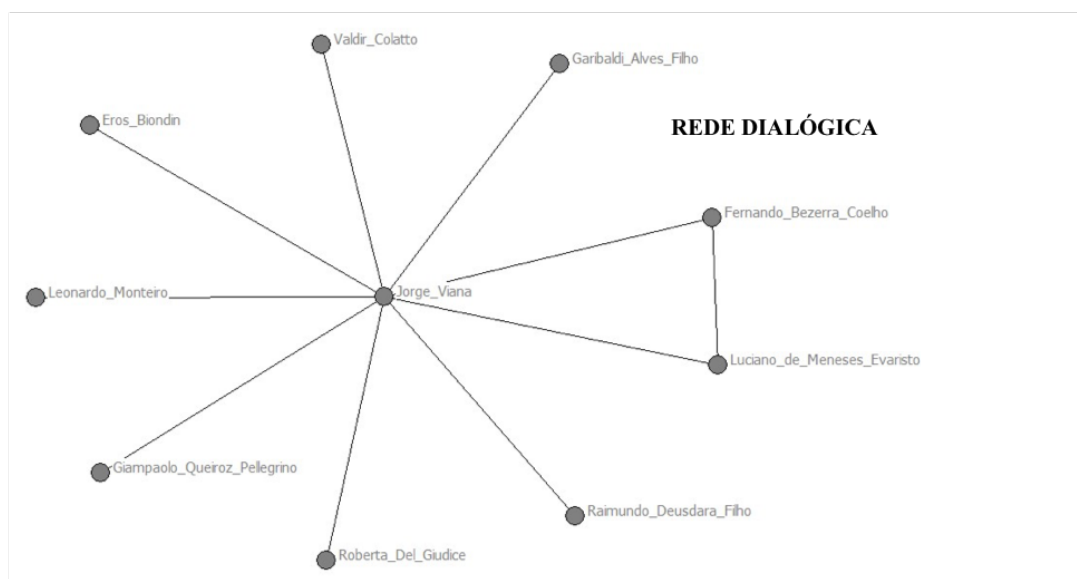 Valdir_Colatto
Garibaldi_Alves_Filho
Eros_Biondin
REDE DIALÓGICA
Fernando_Bezerra_Coelho
Leonardo_Monteiro
Jorge_Viana
Luciano_de_Meneses_Evaristo
Giampaolo_Queiroz_Pellegrino
Raimundo_Deusdara_Filho
Roberta_Del_Giudice